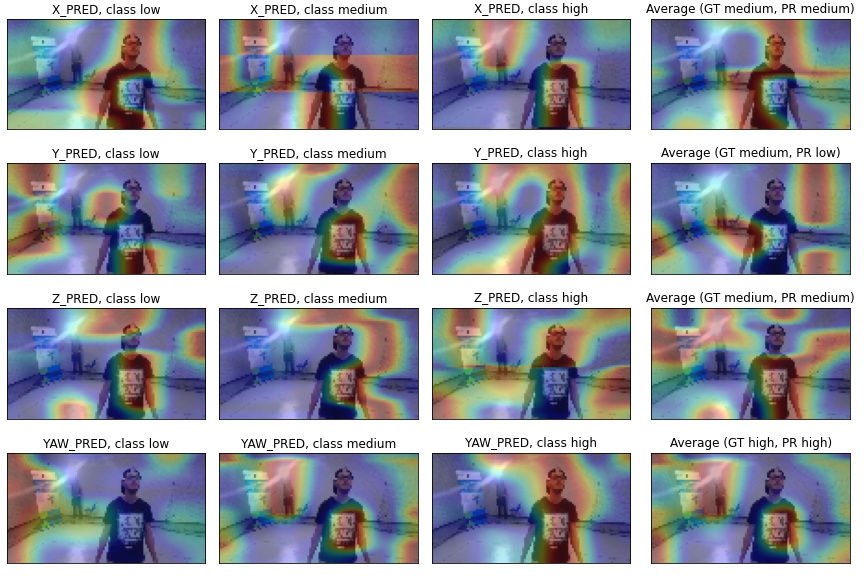 X_PRED, class low
X_PRED, class medium
X_PRED, class high
Average (GT medium, PR medium)
Y_PRED, class low
Y_PRED, class medium
Y_PRED, class high
Average (GT medium, PR low)
Z_PRED, class low
Z_PRED, class medium
Z_PRED, class high
Average (GT medium, PR medium)
YAW_PRED, class low
YAW_PRED, class medium
YAW_PRED, class high
Average (GT high, PR high)